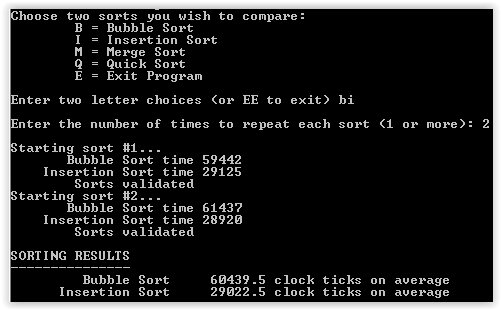 Choose two sorts you wish to compare:
B = Bubble Sort
I = Insertion Sort
M = Merge Sort
Q = Quick Sort
E = Exit Program
Enter two letter choices (or EE to exit) bi
Enter the number of times to repeat each sort (1 or more): 2
Starting sort #1...
Bubble Sort time 59442
Insertion Sort time 29125
Sorts validated
Starting sort #2...
Bubble Sort time 61437
Insertion Sort time 28920
Sorts validated
SORTING RESULTS
---------------
Bubble Sort 60439.5 clock ticks on average
Insertion Sort 29022.5 clock ticks on average